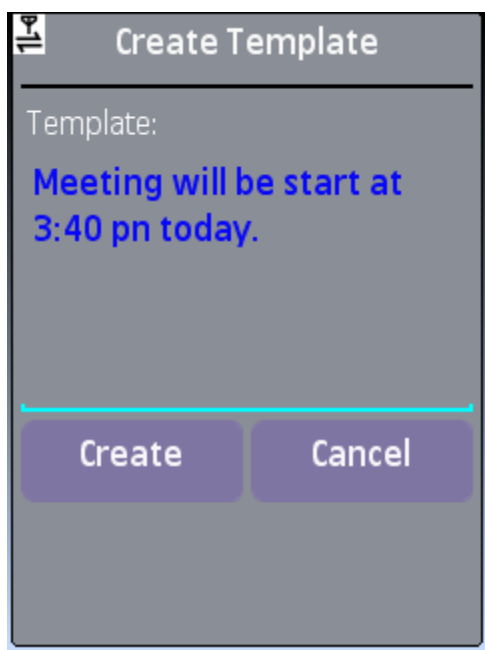 Create Template
Template:
Meeting will be start at
3:40 pn today.
Create
Cancel